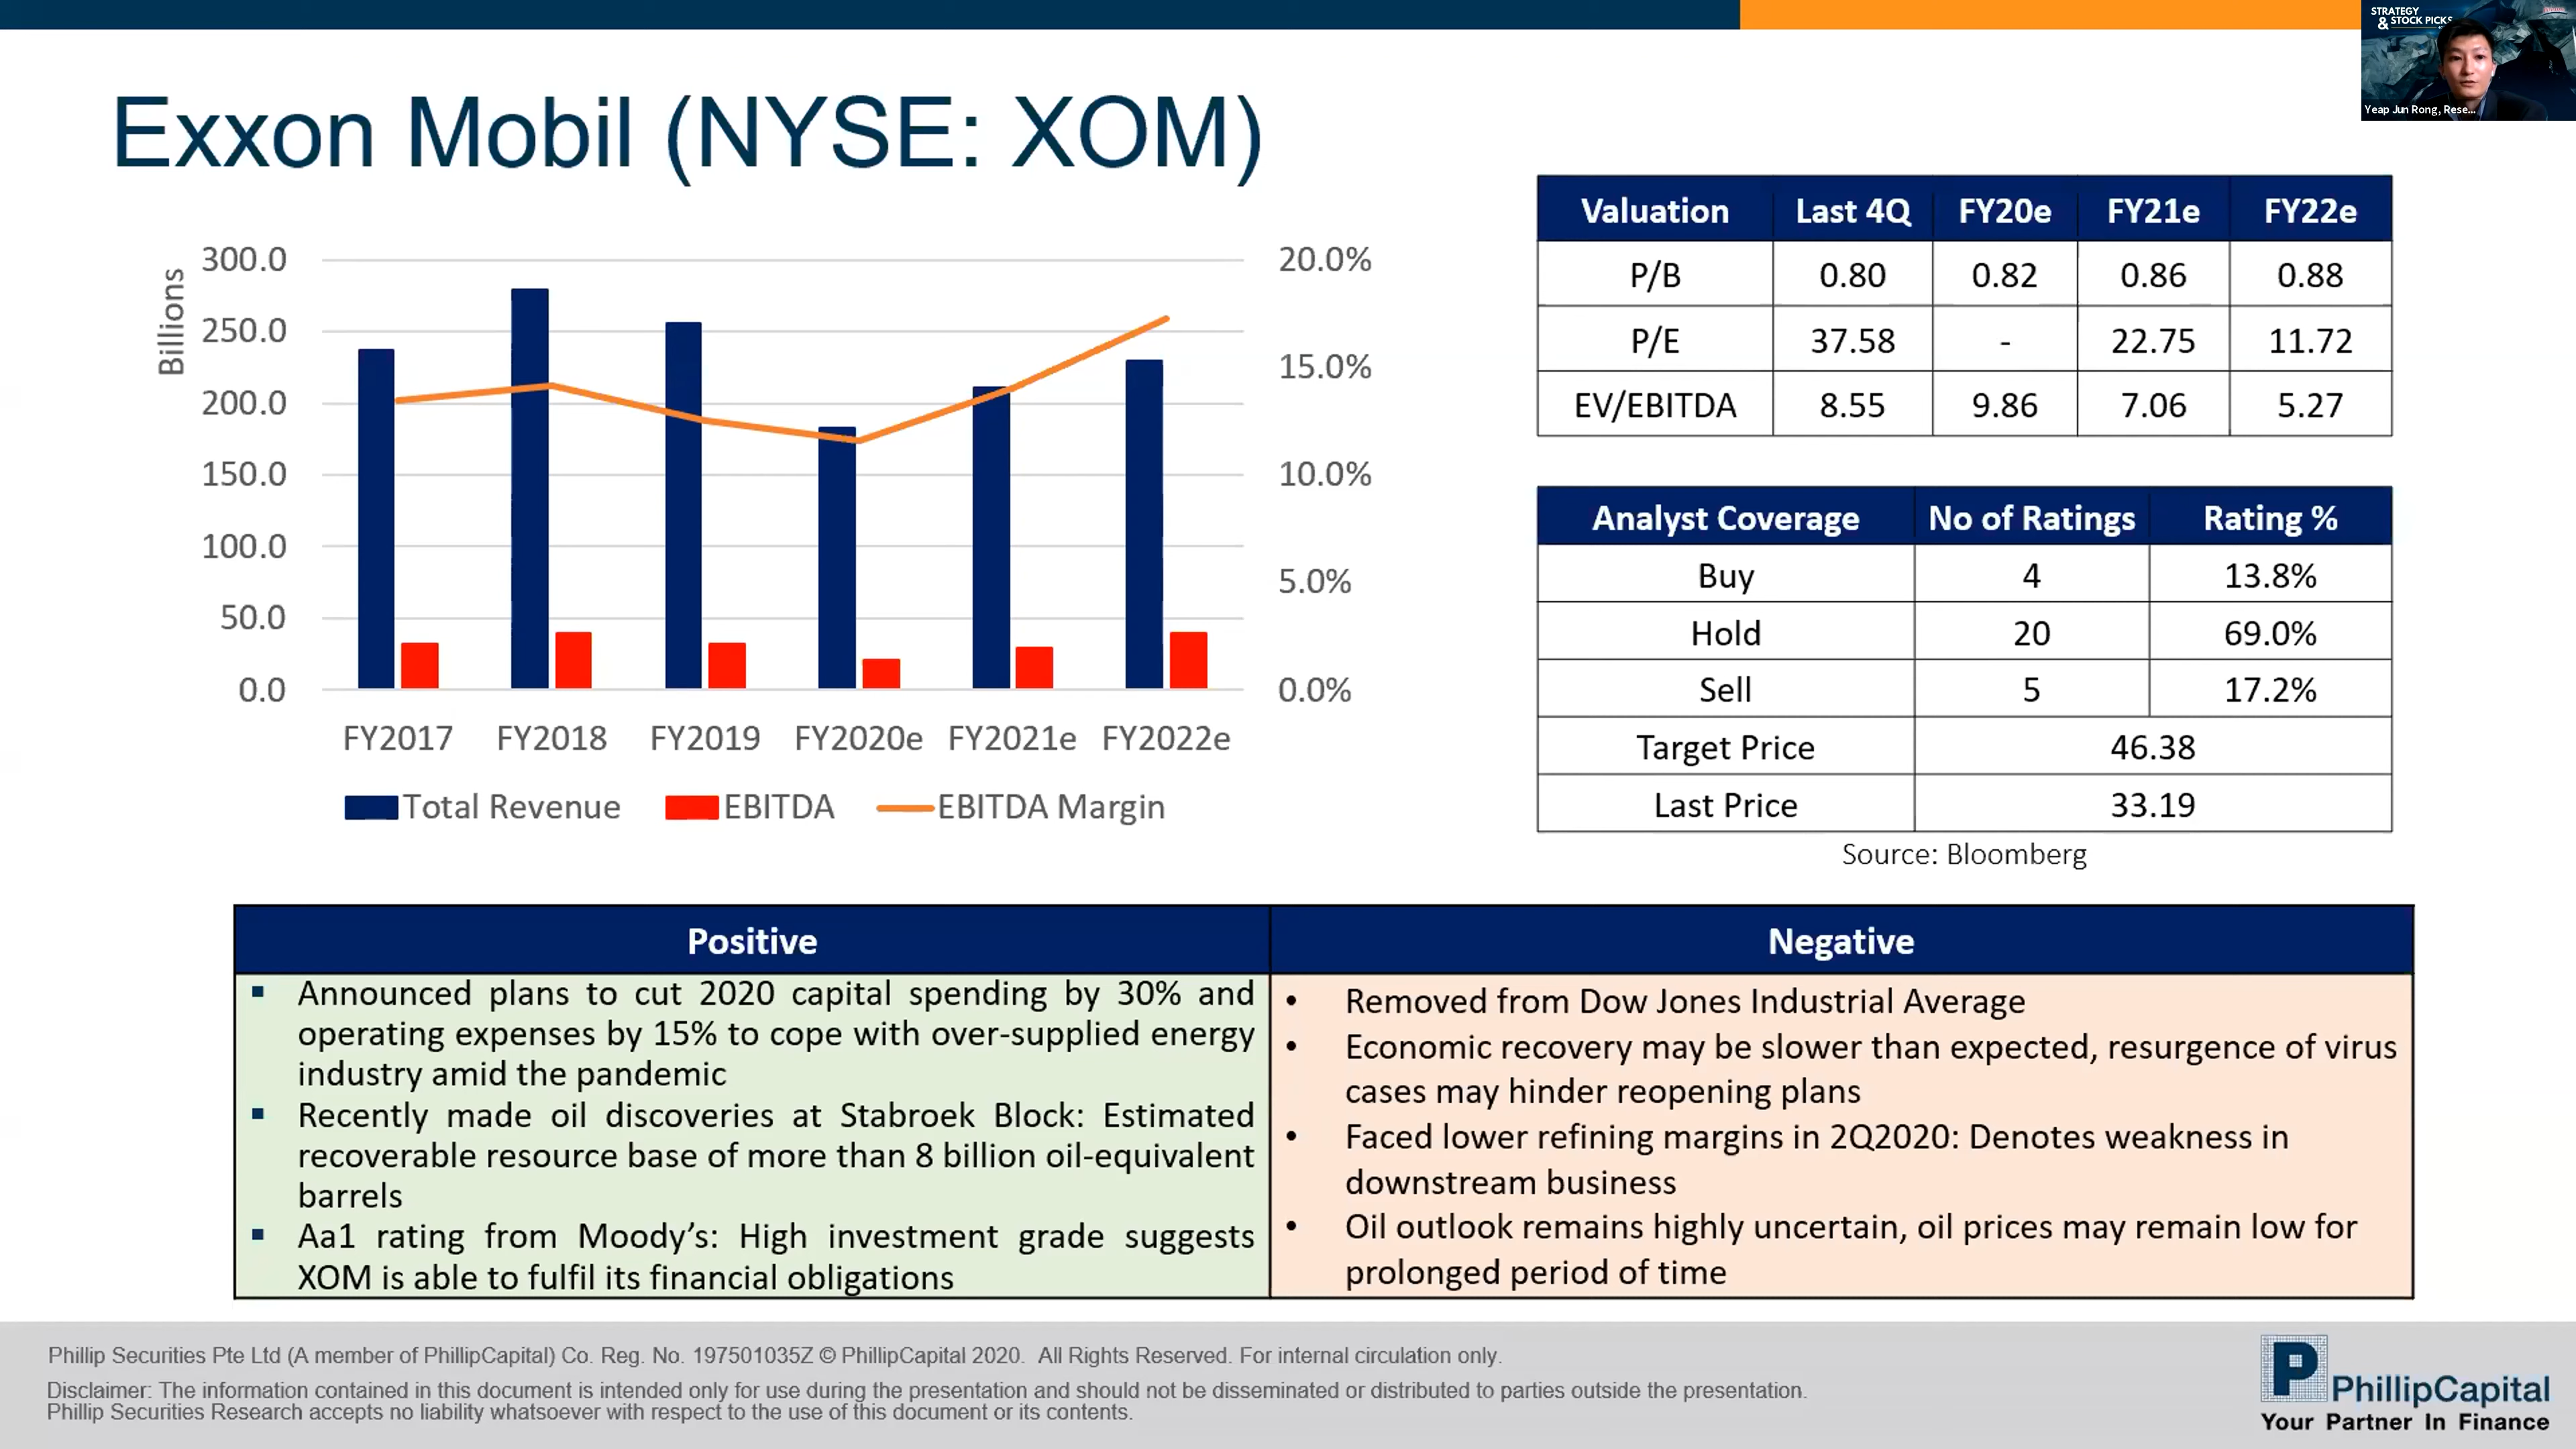 STRATEGY
& STOCK PICKS
Yeap Jun Rong, Rese...
Exxon Mobil (NYSE: XOM)
Billions
300.0
250.0
200.0
150.0
100.0
50.0
0.0
20.0%
15.0%
10.0%
5.0%
0.0%
FY2017 FY2018 FY2019 FY2020e FY2021e FY2022e
Total Revenue EBITDA EBITDA Margin
Valuation Last 4Q FY20e FY21e FY22e
P/B 0.80 0.82 0.86 0.88
P/E 37.58 - 22.75 11.72
EV/EBITDA 8.55 9.86 7.06 5.27
Analyst Coverage No of Ratings Rating %
Buy 4 13.8%
Hold 20 69.0%
Sell 5 17.2%
Target Price 46.38
Last Price 33.19
Source: Bloomberg
Positive
▪ Announced plans to cut 2020 capital spending by 30% and
operating expenses by 15% to cope with over-supplied energy
industry amid the pandemic
▪ Recently made oil discoveries at Stabroek Block: Estimated
recoverable resource base of more than 8 billion oil-equivalent
barrels
▪ Aa1 rating from Moody’s: High investment grade suggests
XOM is able to fulfil its financial obligations
Negative
• Removed from Dow Jones Industrial Average
• Economic recovery may be slower than expected, resurgence of virus
cases may hinder reopening plans
• Faced lower refining margins in 2Q2020: Denotes weakness in
downstream business
• Oil outlook remains highly uncertain, oil prices may remain low for
prolonged period of time
Phillip Securities Pte Ltd (A member of PhillipCapital) Co. Reg. No. 197501035Z © PhillipCapital 2020. All Rights Reserved. For internal circulation only.
Disclaimer: The information contained in this document is intended only for use during the presentation and should not be disseminated or distributed to parties outside the presentation.
Phillip Securities Research accepts no liability whatsoever with respect to the use of this document or its contents.
PhillipCapital
Your Partner In Finance